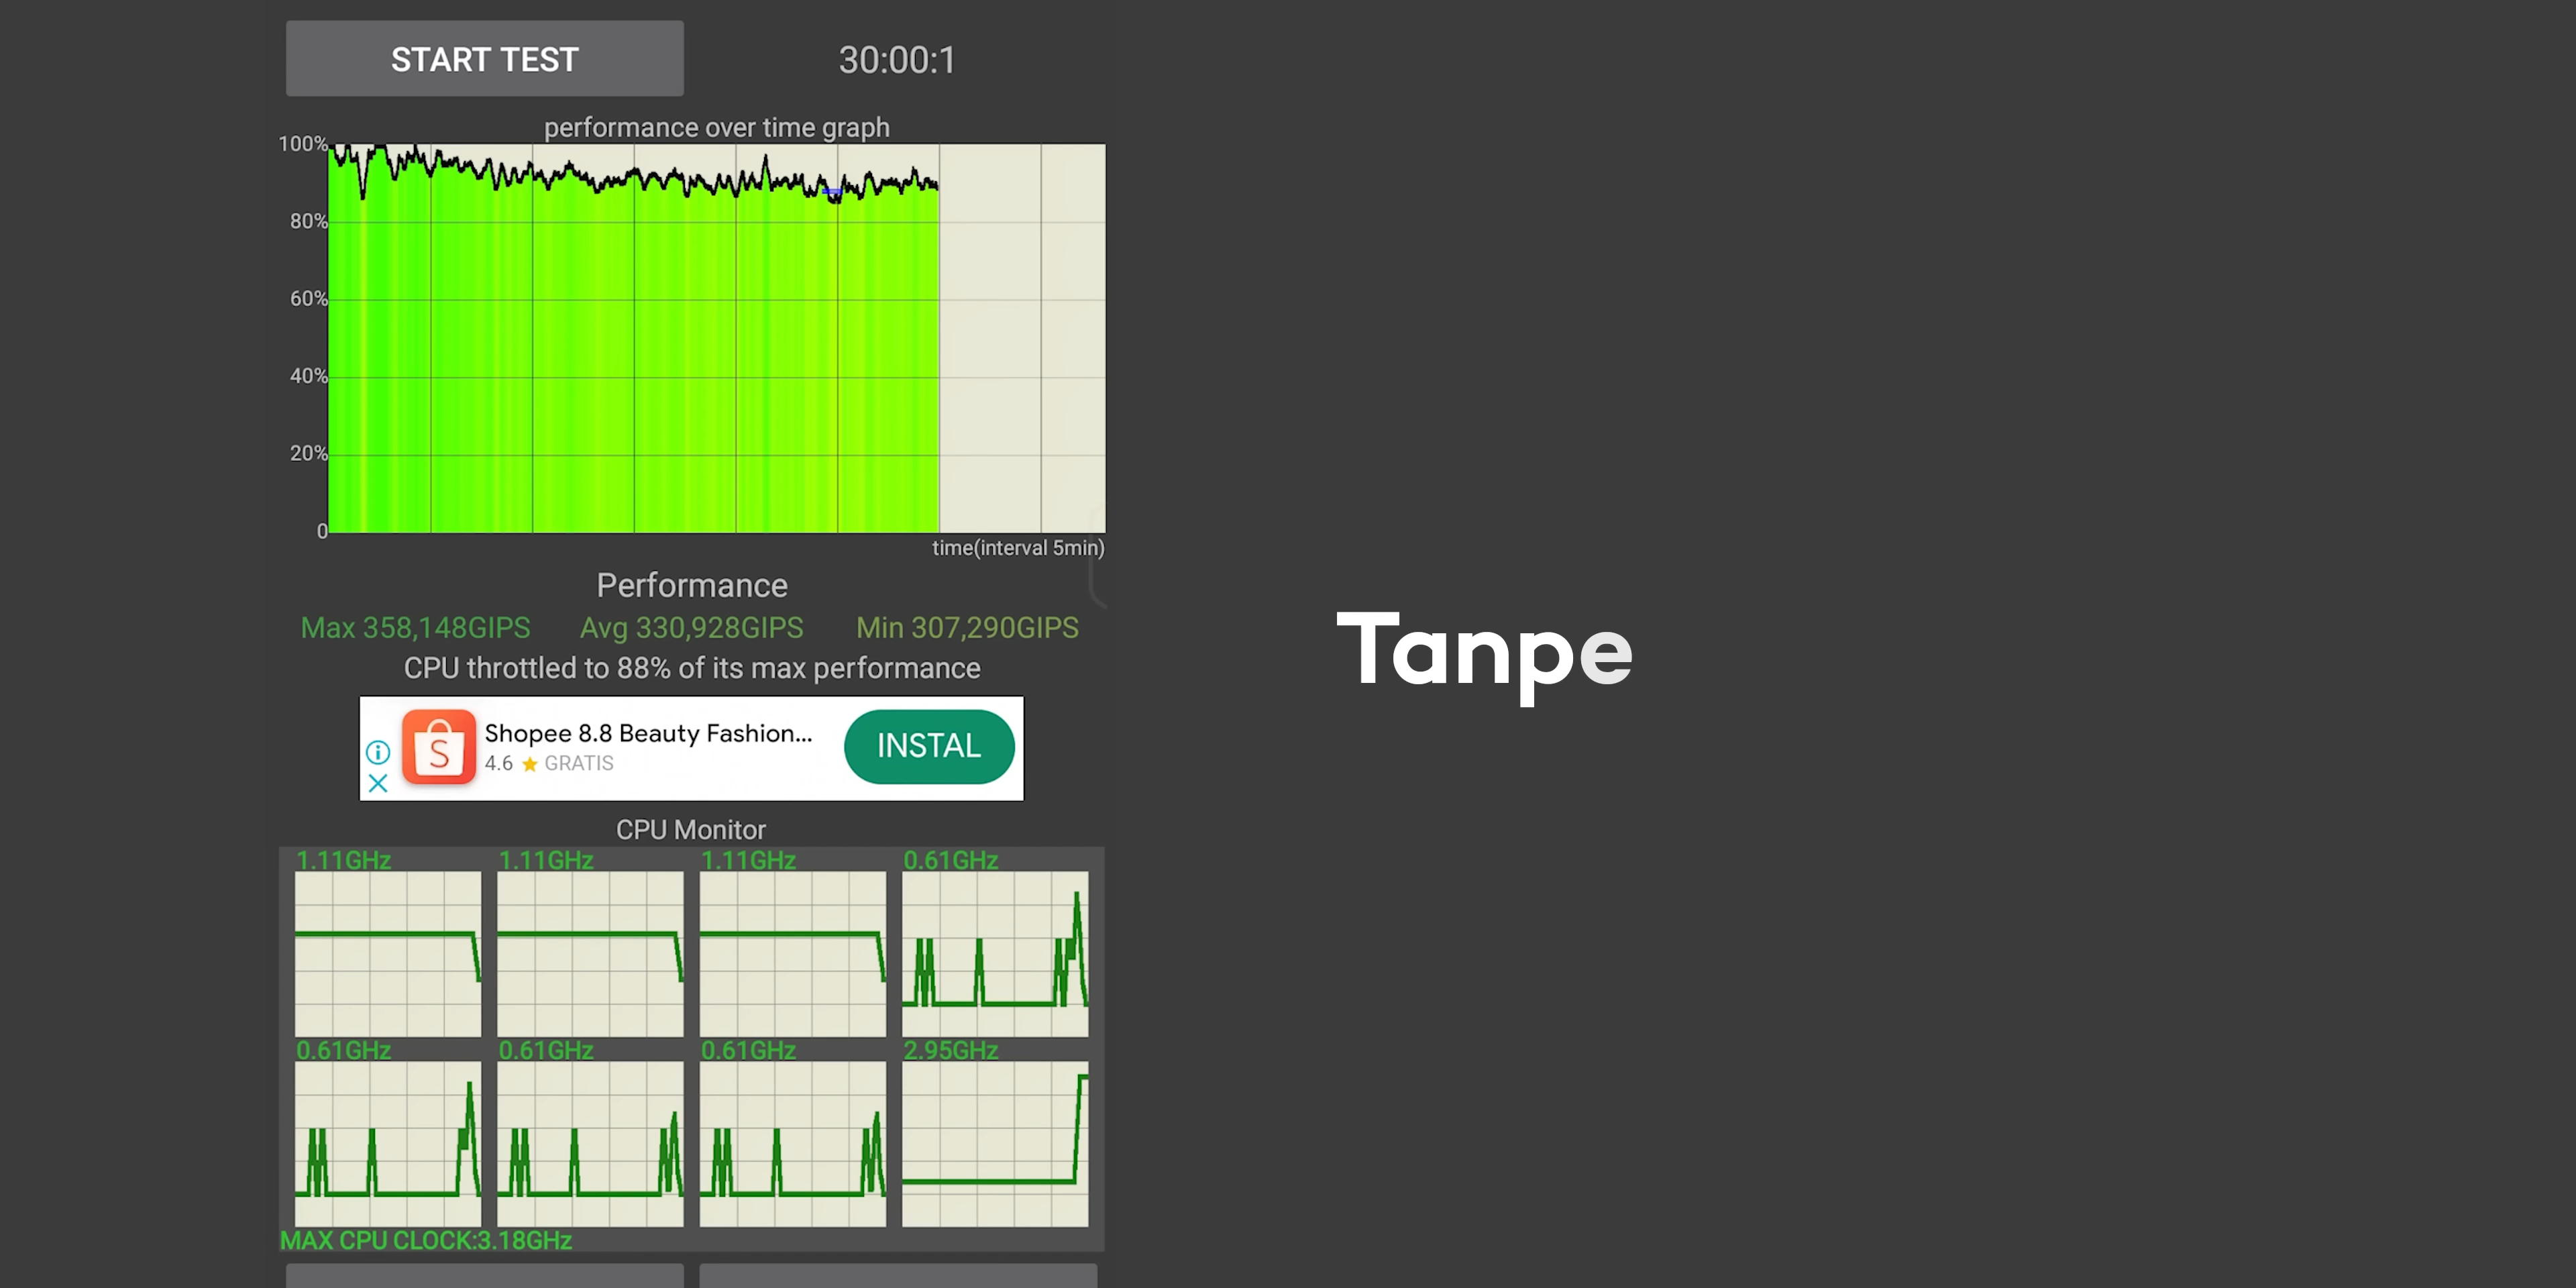 START TEST
30:00:1
performance over time graph
100%
80%
60%
40%
20%
0
time(interval 5min)
Performance
Max 358,148GIPS Avg 330,928GIPS Min 307,290GIPS
CPU throttled to 88% of its max performance
Shopee 8.8 Beauty Fashion...
4.6 ★ GRATIS
INSTAL
CPU Monitor
1.11GHz 1.11GHz 1.11GHz 0.61GHz
0.61GHz 0.61GHz 0.61GHz 2.95GHz
MAX CPU CLOCK:3.18GHz
Tanpe